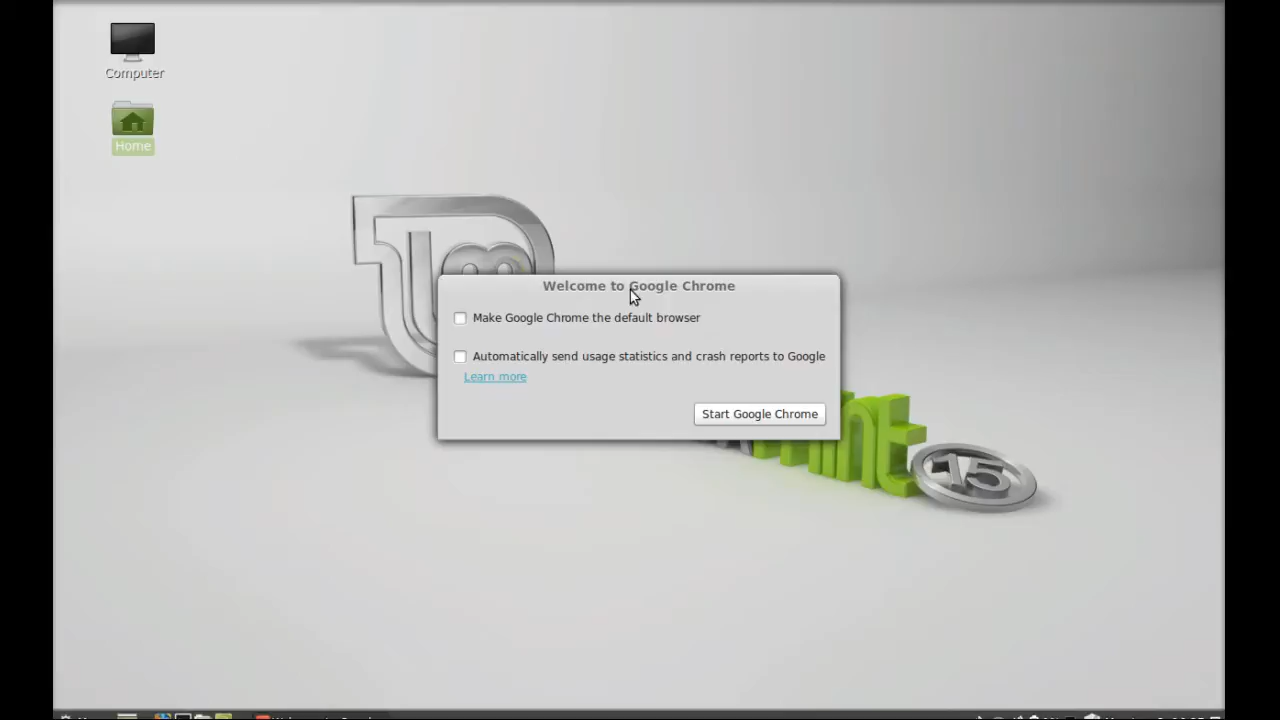 Computer
Home
Welcome to Google Chrome
Make Google Chrome the default browser
Automatically send usage statistics and crash reports to Google
Learn more
Start Google Chrome
15